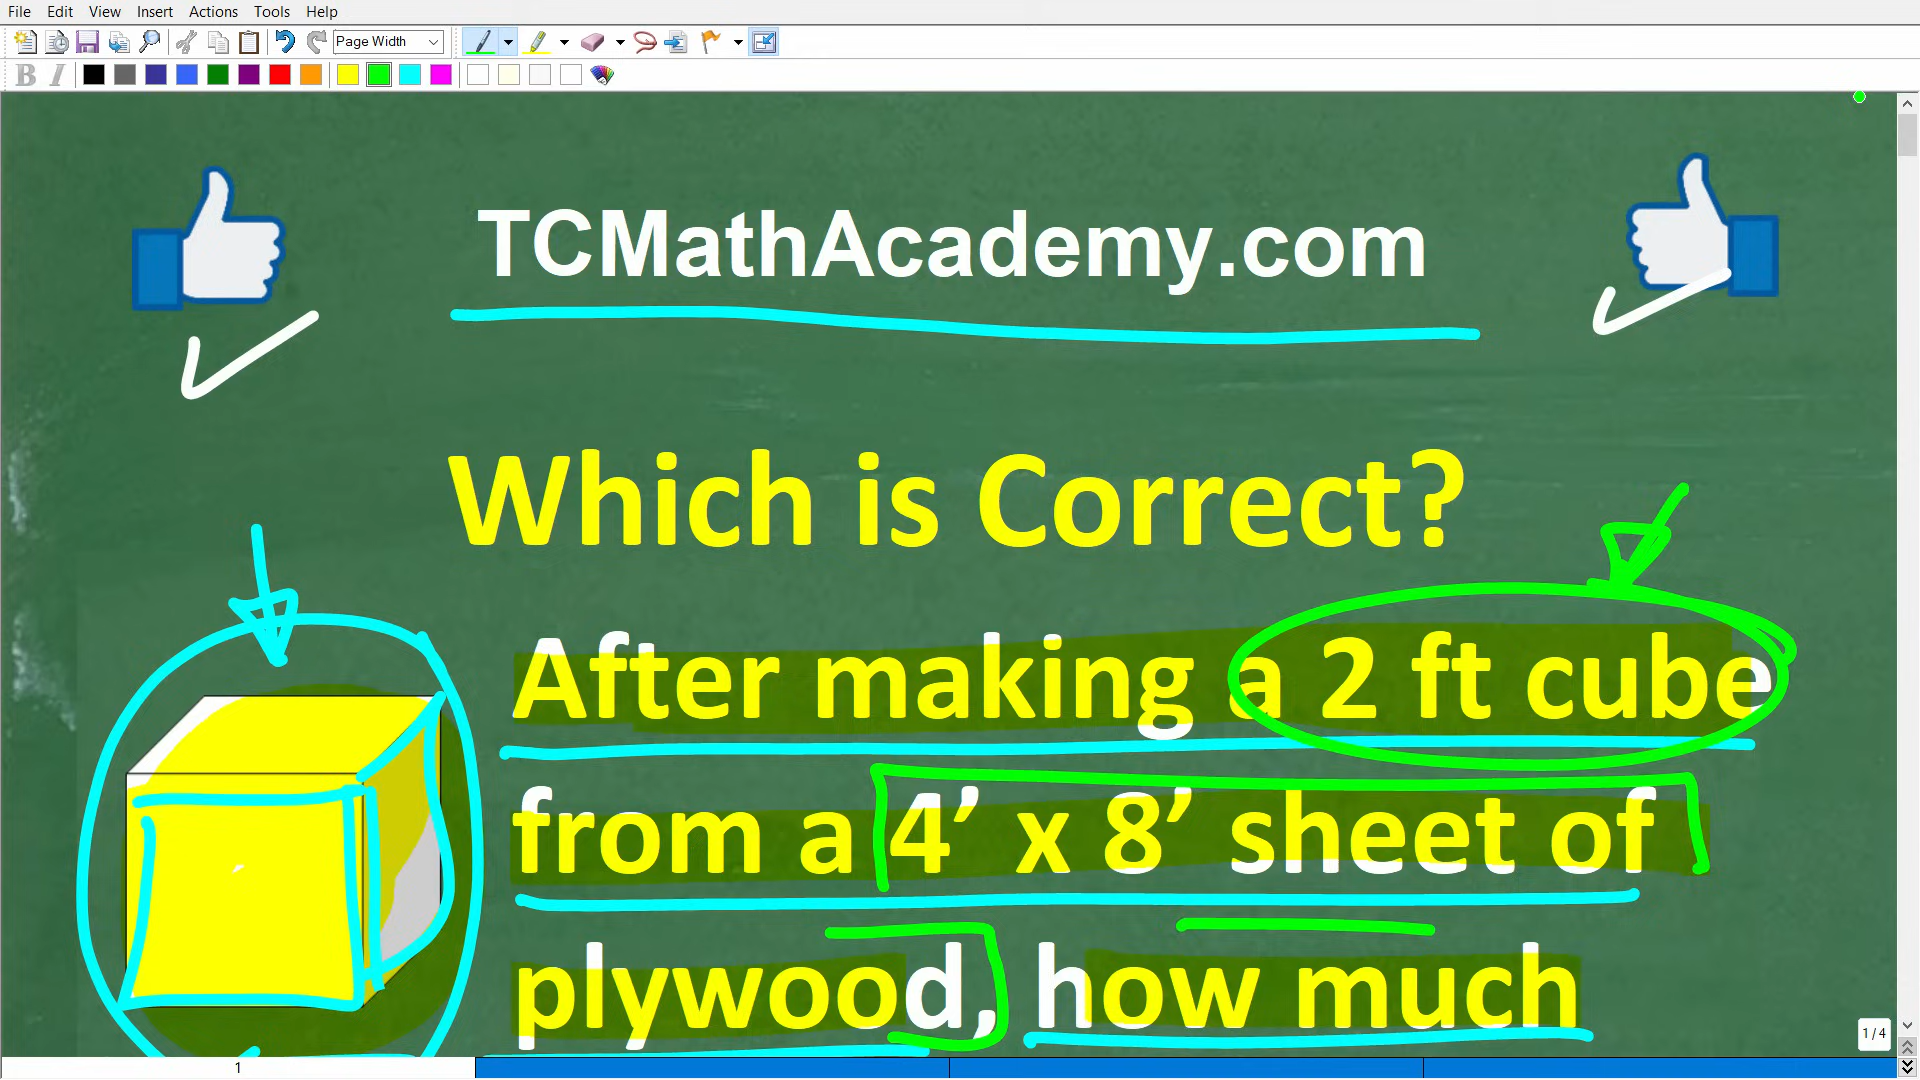 File Edit View Insert Actions Tools Help
Page Width
B I
TCMathAcademy.com
Which is Correct?
After making a 2 ft cube
from a 4’ x 8’ sheet of
plywood, how much
1 / 4
1